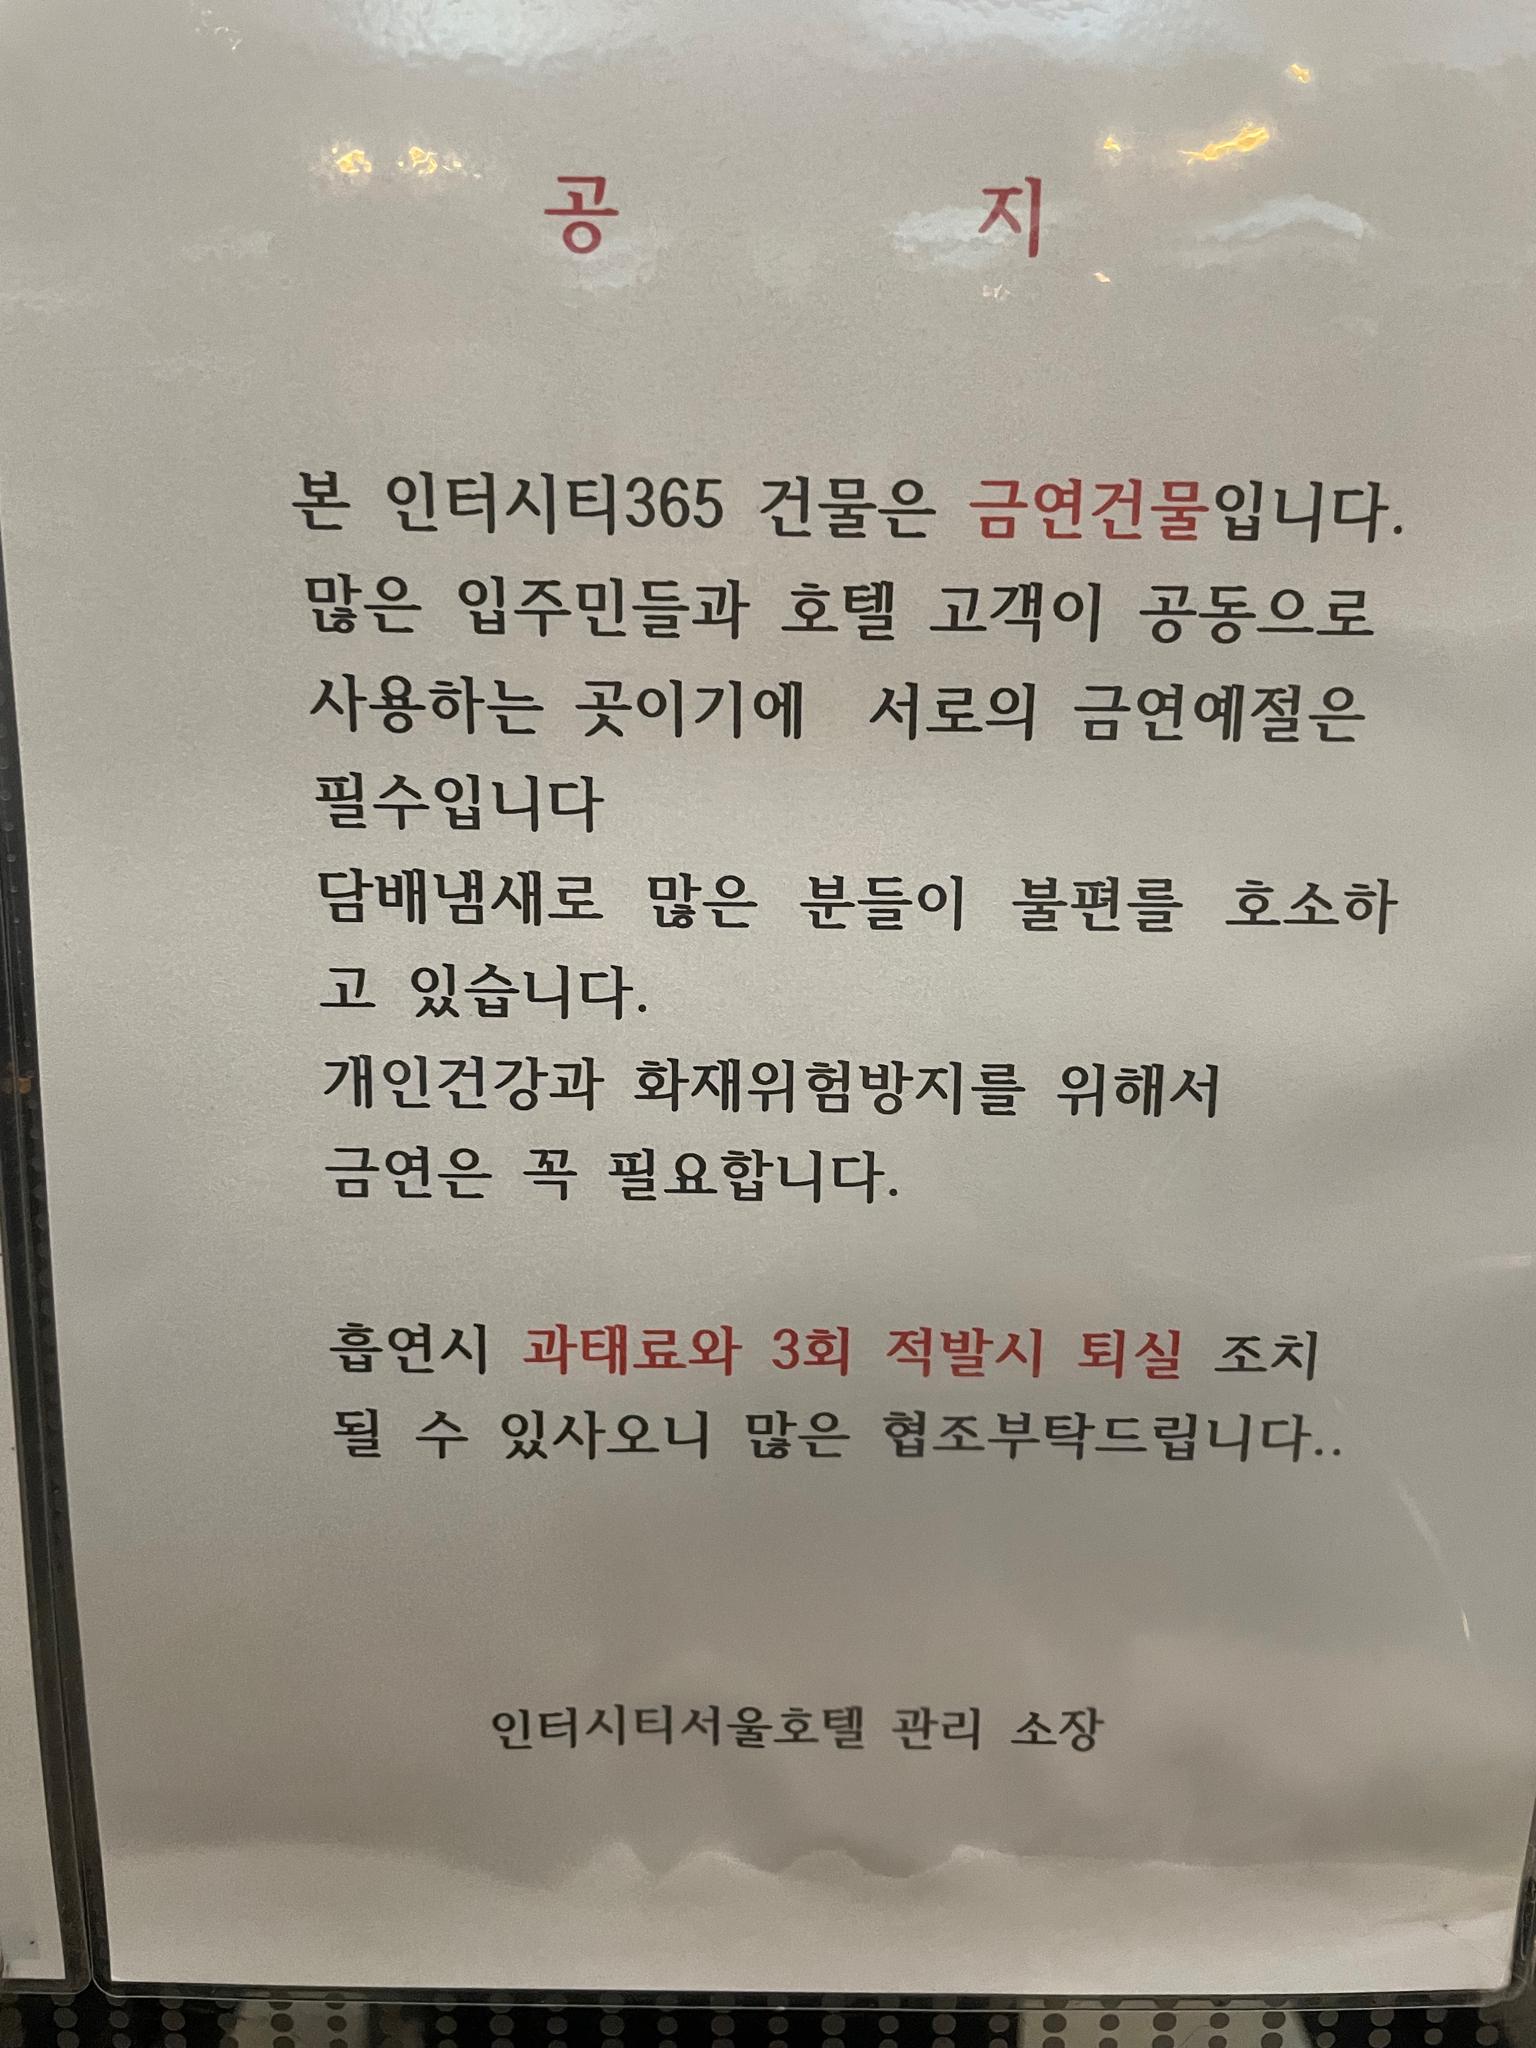 공 지
본 인터시티365 건물은 금연건물입니다.
많은 입주민들과 호텔 고객이 공동으로
사용하는 곳이기에 서로의 금연예절은
필수입니다
담배냄새로 많은 분들이 불편를 호소하
고 있습니다.
개인건강과 화재위험방지를 위해서
금연은 꼭 필요합니다.
흡연시 과태료와 3회 적발시 퇴실 조치
될 수 있사오니 많은 협조부탁드립니다..
인터시티서울호텔 관리 소장